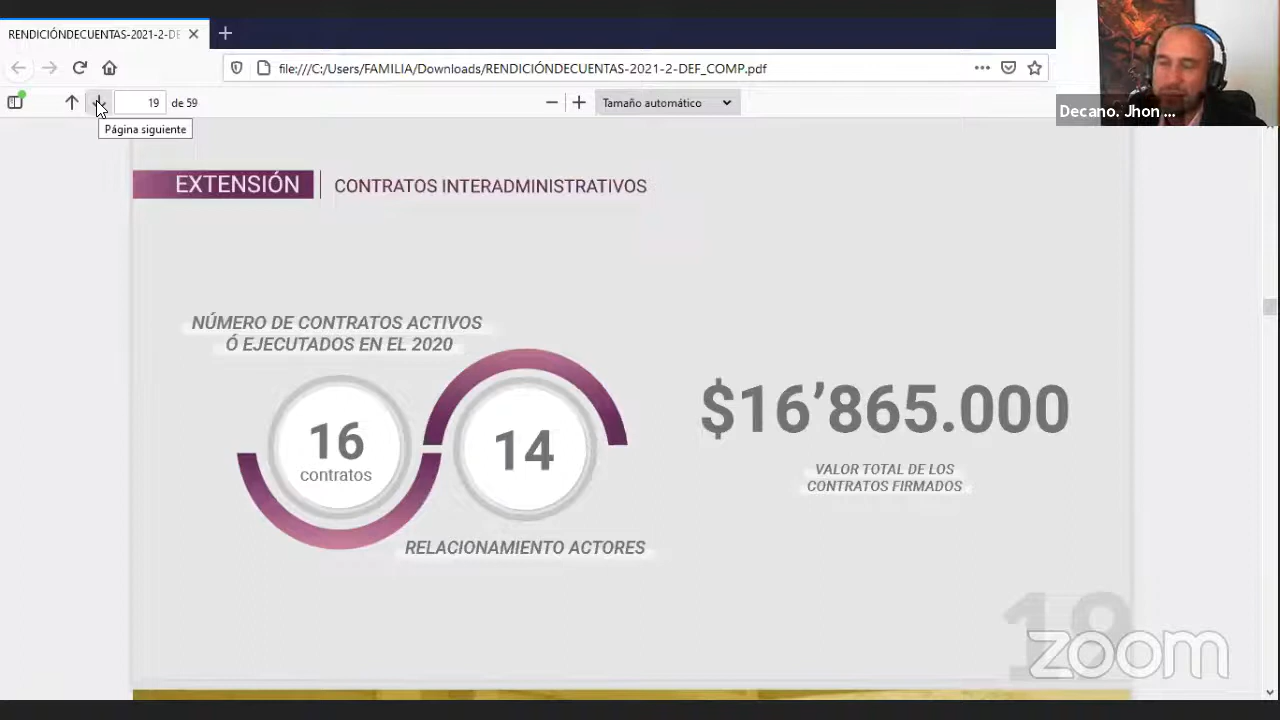 RENDICIÓNDECUENTAS-2021-2-DE
file:///C:/Users/FAMILIA/Downloads/RENDICIÓNDECUENTAS-2021-2-DEF_COMP.pdf
19 de 59
Tamaño automático
Página siguiente
Decano. Jhon ...
EXTENSIÓN
CONTRATOS INTERADMINISTRATIVOS
NÚMERO DE CONTRATOS ACTIVOS
Ó EJECUTADOS EN EL 2020
16
contratos
14
RELACIONAMIENTO ACTORES
$16’865.000
VALOR TOTAL DE LOS
CONTRATOS FIRMADOS
19
zoom